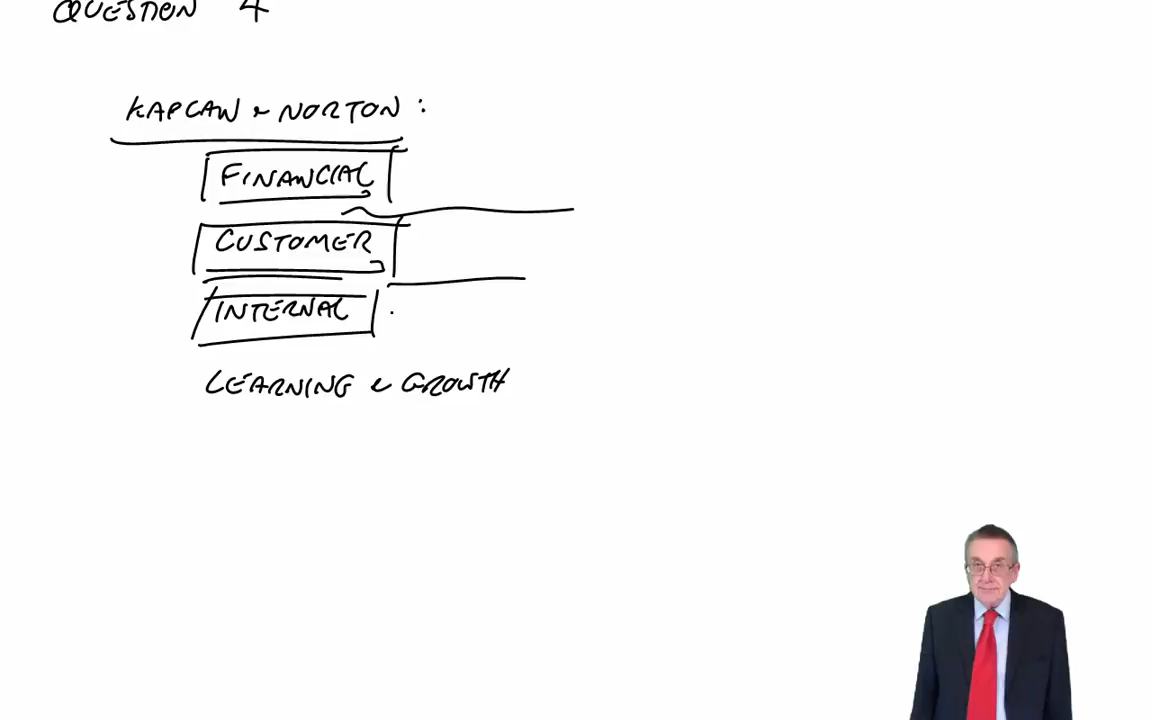 QUESTION 4
KAPLAN & NORTON :
FINANCIAL
CUSTOMER
INTERNAL
LEARNING & GROWTH